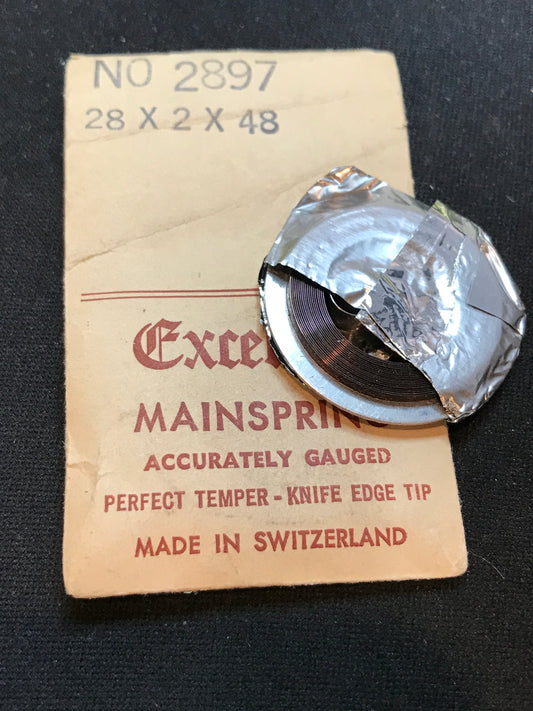 NO 2897
28 X 2 X 48
MAINSPRING
ACCURATELY GAUGED
PERFECT TEMPER - KNIFE EDGE TIP
MADE IN SWITZERLAND